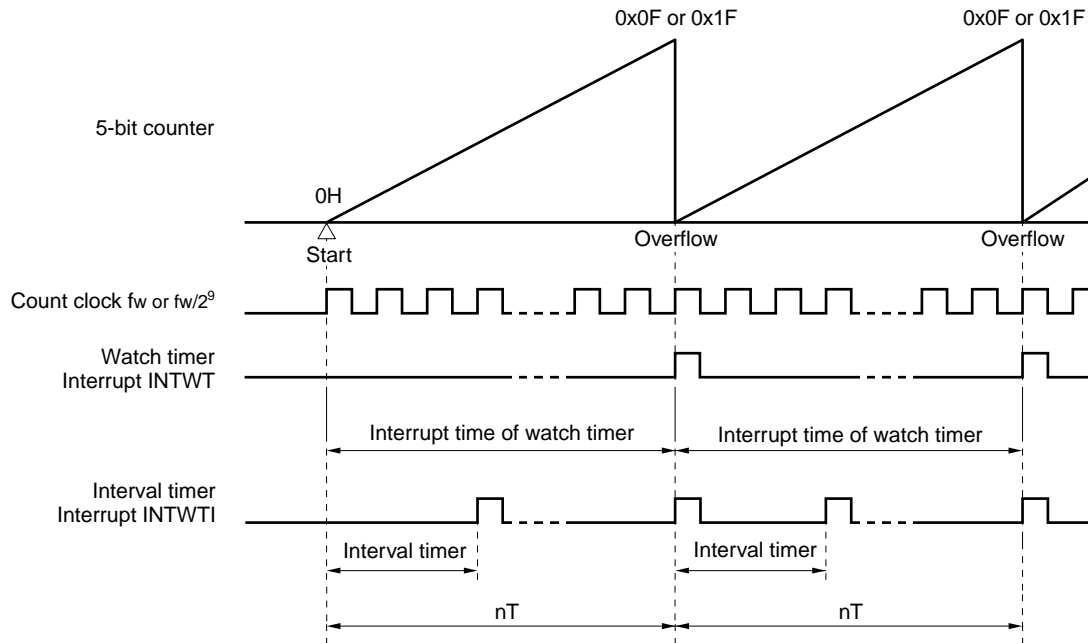 0x0F or 0x1F
0x0F or 0x1F
5-bit counter
0H
Start
Overflow
Overflow
Count clock fw or fw/2⁹
Watch timer
Interrupt INTWT
Interrupt time of watch timer
Interrupt time of watch timer
Interval timer
Interrupt INTWTI
Interval timer
Interval timer
nT
nT